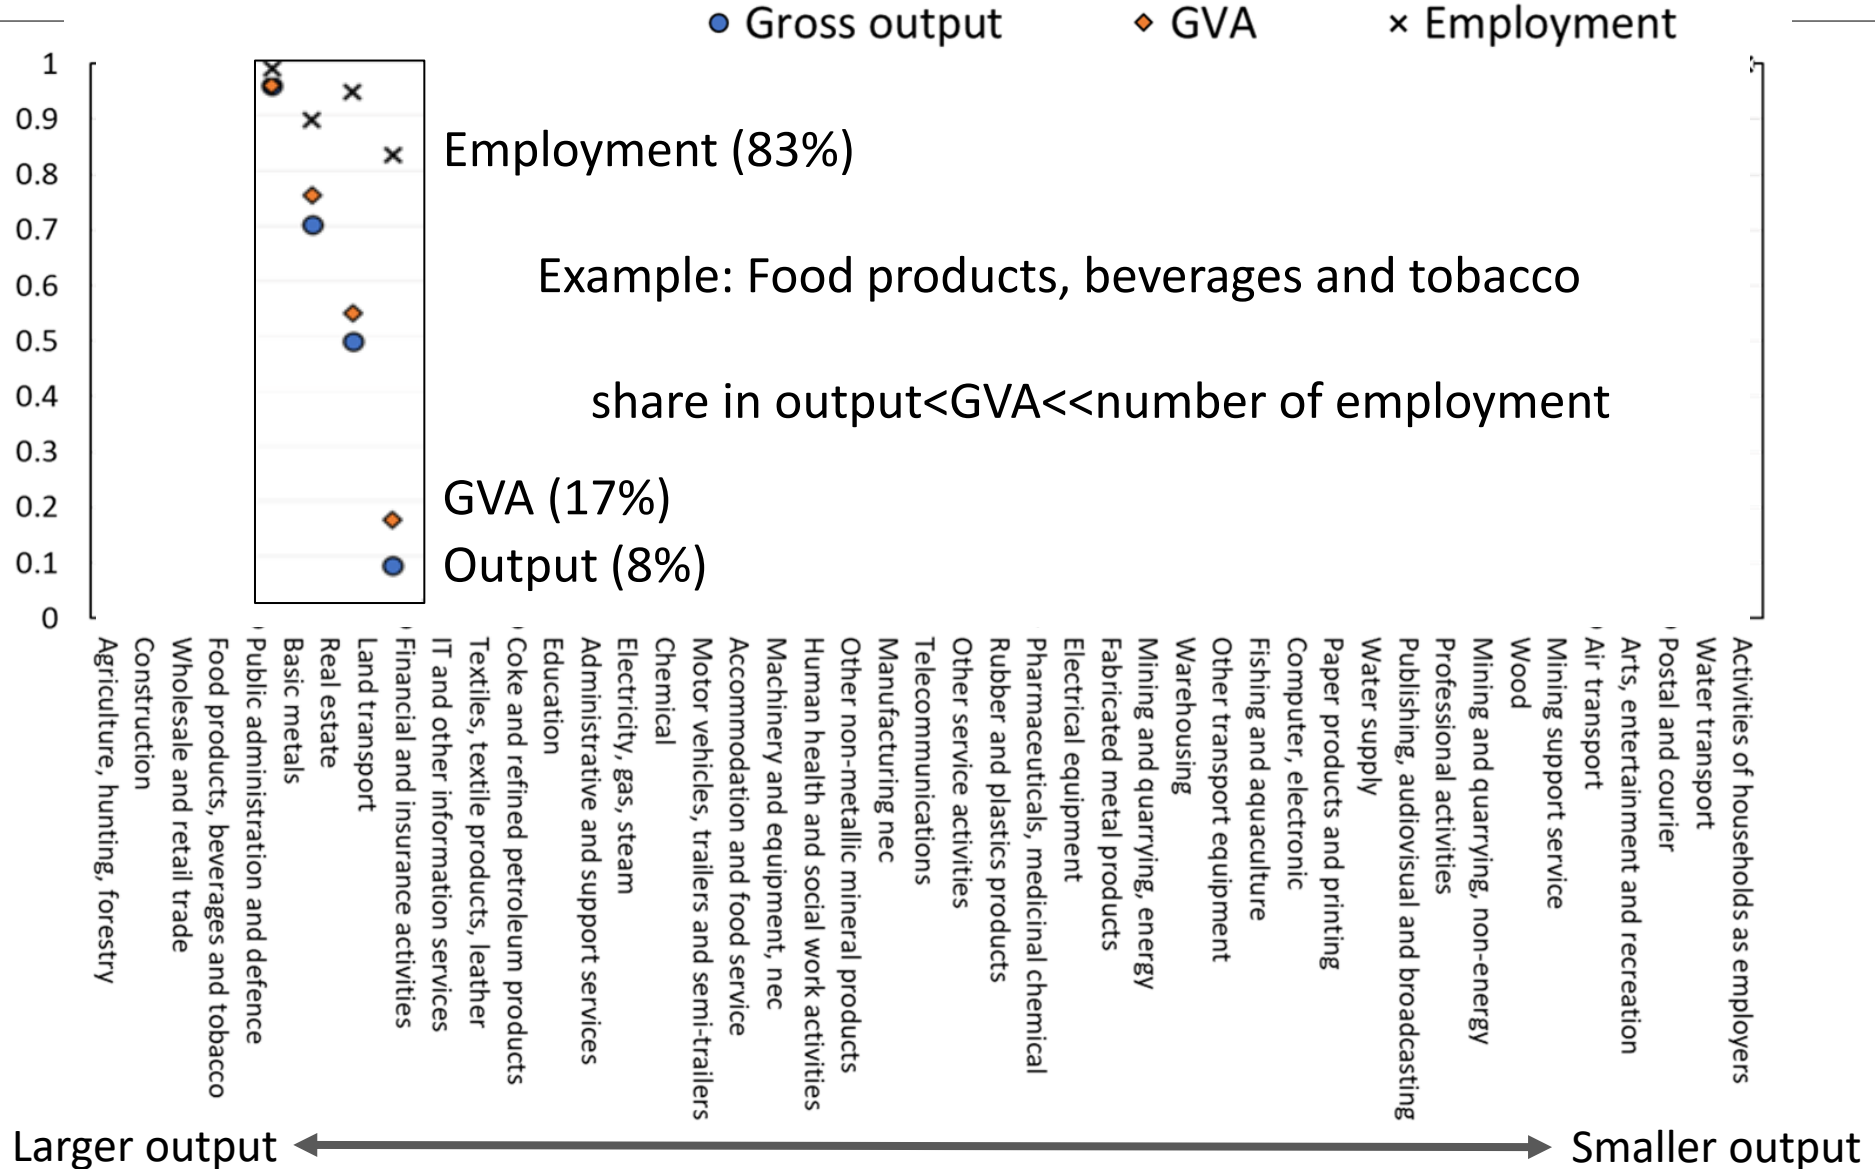 Gross output
GVA
Employment
1
0.9
0.8
0.7
0.6
0.5
0.4
0.3
0.2
0.1
0
Employment (83%)
Example: Food products, beverages and tobacco
share in output<GVA<<number of employment
GVA (17%)
Output (8%)
Agriculture, hunting, forestry
Construction
Wholesale and retail trade
Food products, beverages and tobacco
Public administration and defence
Basic metals
Real estate
Land transport
Financial and insurance activities
IT and other information services
Textiles, textile products, leather
Coke and refined petroleum products
Education
Administrative and support services
Electricity, gas, steam
Chemical
Motor vehicles, trailers and semi-trailers
Accommodation and food service
Machinery and equipment, nec
Human health and social work activities
Other non-metallic mineral products
Manufacturing nec
Telecommunications
Other service activities
Rubber and plastics products
Pharmaceuticals, medicinal chemical
Electrical equipment
Fabricated metal products
Mining and quarrying, energy
Warehousing
Other transport equipment
Fishing and aquaculture
Computer, electronic
Paper products and printing
Water supply
Publishing, audiovisual and broadcasting
Professional activities
Mining and quarrying, non-energy
Wood
Mining support service
Air transport
Arts, entertainment and recreation
Postal and courier
Water transport
Activities of households as employers
Larger output
Smaller output